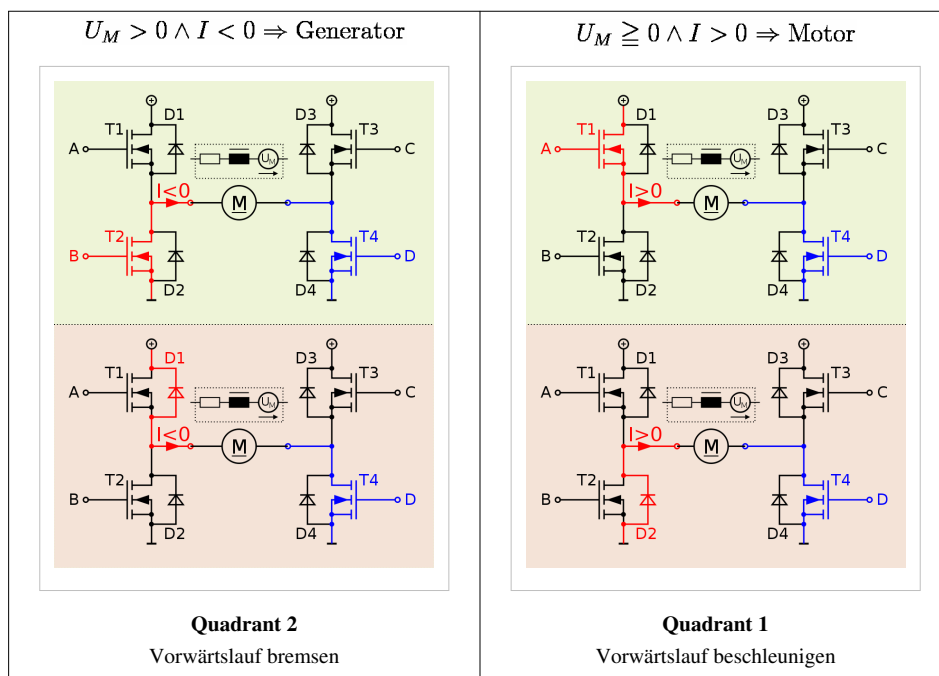 U_M > 0 ∧ I < 0 ⇒ Generator
D1 D3
T1 T3
A C
U_M
I<0
M
T2 T4
B D
D2 D4
D1 D3
T1 T3
A C
U_M
I<0
M
T2 T4
B D
D2 D4
Quadrant 2
Vorwärtslauf bremsen
U_M ≧ 0 ∧ I > 0 ⇒ Motor
D1 D3
T1 T3
A C
U_M
I>0
M
T2 T4
B D
D2 D4
D1 D3
T1 T3
A C
U_M
I>0
M
T2 T4
B D
D2 D4
Quadrant 1
Vorwärtslauf beschleunigen